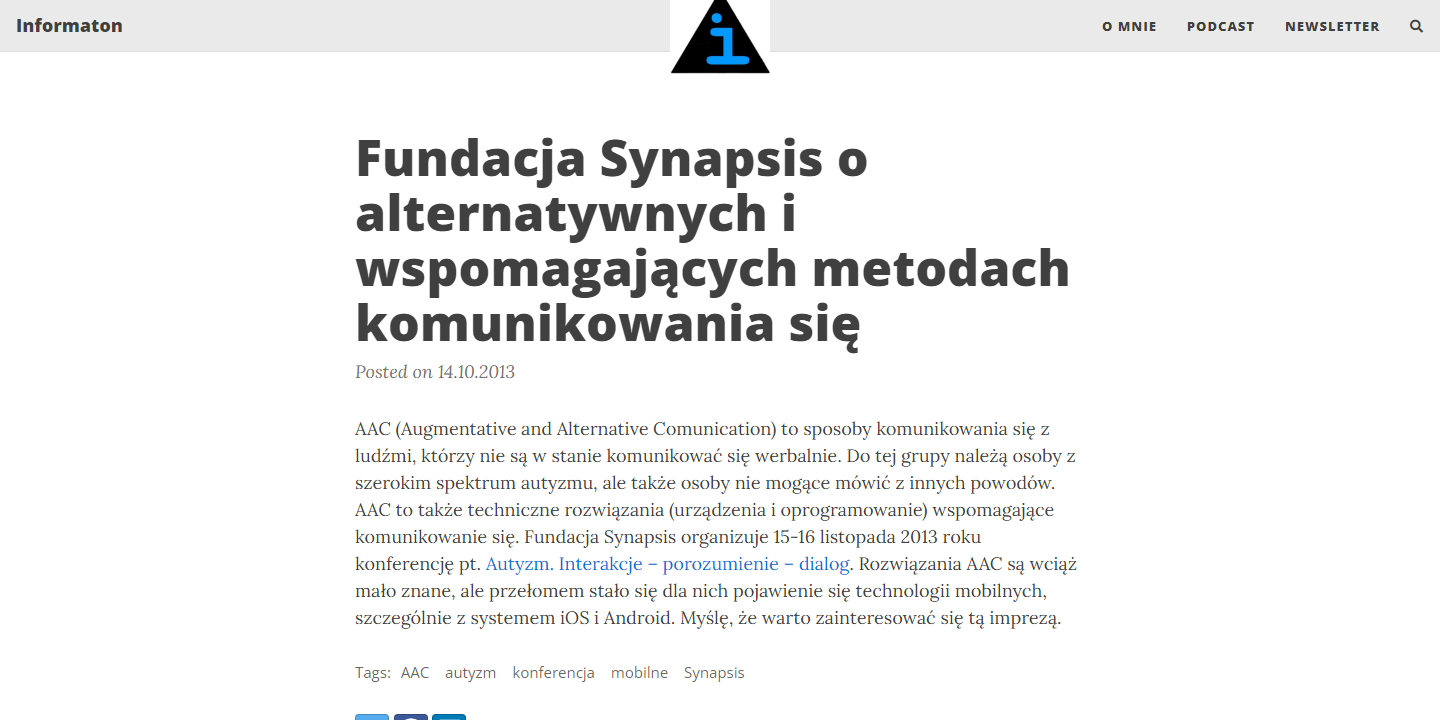 Informaton
i
O MNIE
PODCAST
NEWSLETTER
Fundacja Synapsis o
alternatywnych i
wspomagających metodach
komunikowania się
Posted on 14.10.2013
AAC (Augmentative and Alternative Comunication) to sposoby komunikowania się z
ludźmi, którzy nie są w stanie komunikować się werbalnie. Do tej grupy należą osoby z
szerokim spektrum autyzmu, ale także osoby nie mogące mówić z innych powodów.
AAC to także techniczne rozwiązania (urządzenia i oprogramowanie) wspomagające
komunikowanie się. Fundacja Synapsis organizuje 15-16 listopada 2013 roku
konferencję pt. Autyzm. Interakcje – porozumienie – dialog. Rozwiązania AAC są wciąż
mało znane, ale przełomem stało się dla nich pojawienie się technologii mobilnych,
szczególnie z systemem iOS i Android. Myślę, że warto zainteresować się tą imprezą.
Tags: AAC autyzm konferencja mobilne Synapsis